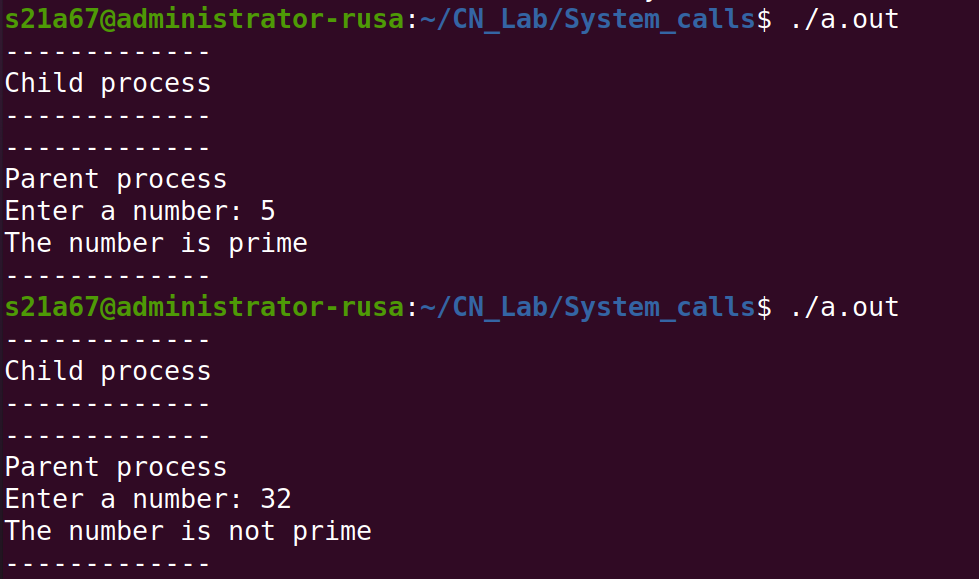 s21a67@administrator-rusa:~/CN_Lab/System_calls$ ./a.out
-------------
Child process
-------------
-------------
Parent process
Enter a number: 5
The number is prime
-------------
s21a67@administrator-rusa:~/CN_Lab/System_calls$ ./a.out
-------------
Child process
-------------
-------------
Parent process
Enter a number: 32
The number is not prime
-------------